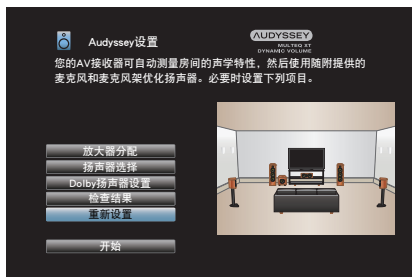 Audyssey设置
AUDYSSEY
MULTEQ XT
DYNAMIC VOLUME
您的AV接收器可自动测量房间的声学特性，然后使用随附提供的
麦克风和麦克风架优化扬声器。必要时设置下列项目。
放大器分配
扬声器选择
Dolby扬声器设置
检查结果
重新设置
开始